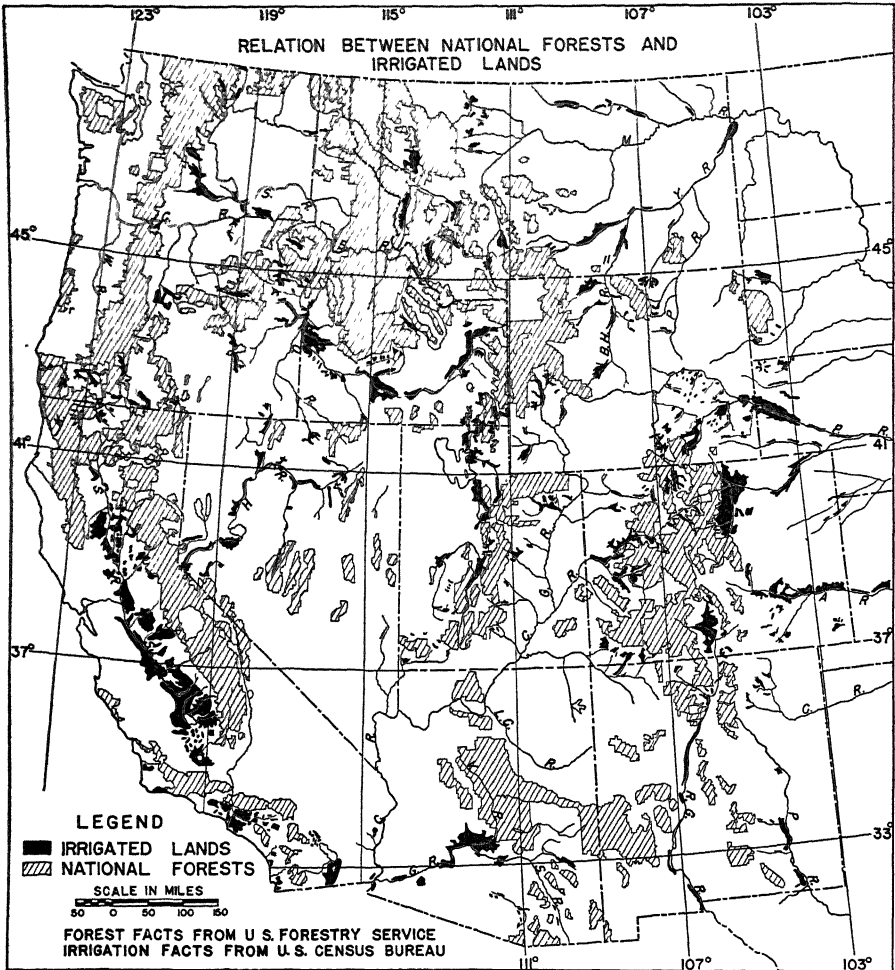 123° 119° 115° 111° 107° 103°
RELATION BETWEEN NATIONAL FORESTS AND
IRRIGATED LANDS
M R.
Y R.
S.
C. R.
45° 45°
W.
R.
B. H. R.
P. R.
R.
P. R.
41° 41°
S.
H. R.
G. R.
C. R.
A R
37° 37°
C. R.
L. C. R.
R.
C.
R. G.
P.
R.
33° 33°
G. R.
R.
LEGEND
IRRIGATED LANDS
NATIONAL FORESTS
SCALE IN MILES
50 0 50 100 150
FOREST FACTS FROM U.S. FORESTRY SERVICE
IRRIGATION FACTS FROM U.S. CENSUS BUREAU
111° 107° 103°